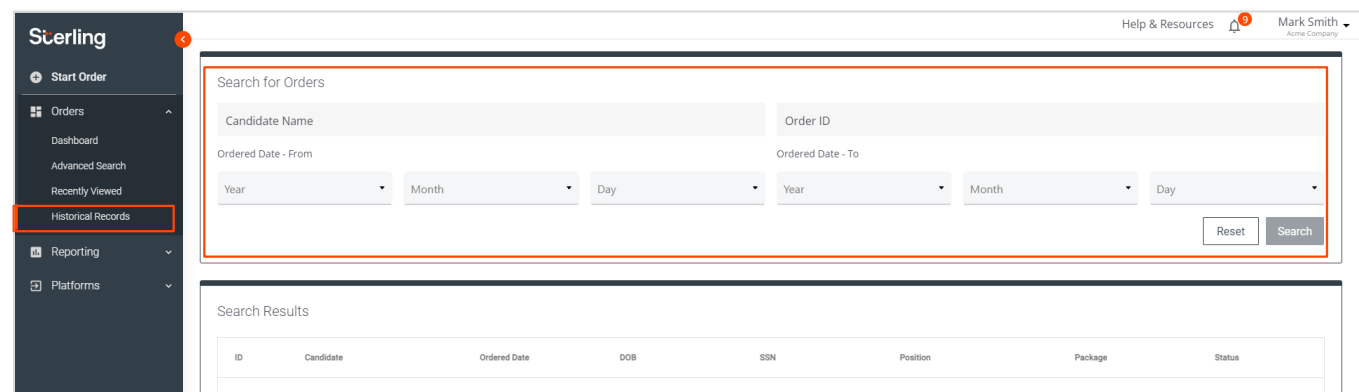 Sterling
Help & Resources 9 Mark Smith
Acme Company
Start Order
Orders
Dashboard
Advanced Search
Recently Viewed
Historical Records
Reporting
Platforms
Search for Orders
Candidate Name Order ID
Ordered Date - From Ordered Date - To
Year Month Day Year Month Day
Reset Search
Search Results
ID Candidate Ordered Date DOB SSN Position Package Status